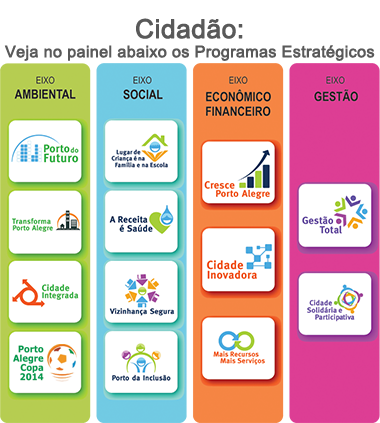 Cidadão:
Veja no painel abaixo os Programas Estratégicos
EIXO
AMBIENTAL
Porto do
Futuro
Transforma
Porto Alegre
Cidade
Integrada
Porto
Alegre
Copa
2014
EIXO
SOCIAL
Lugar de
Criança é na
Família e na Escola
A Receita
é Saúde
Vizinhança Segura
Porto da Inclusão
EIXO
ECONÔMICO
FINANCEIRO
Cresce
Porto Alegre
Cidade
Inovadora
Mais Recursos
Mais Serviços
EIXO
GESTÃO
Gestão
Total
Cidade
Solidária e
Participativa